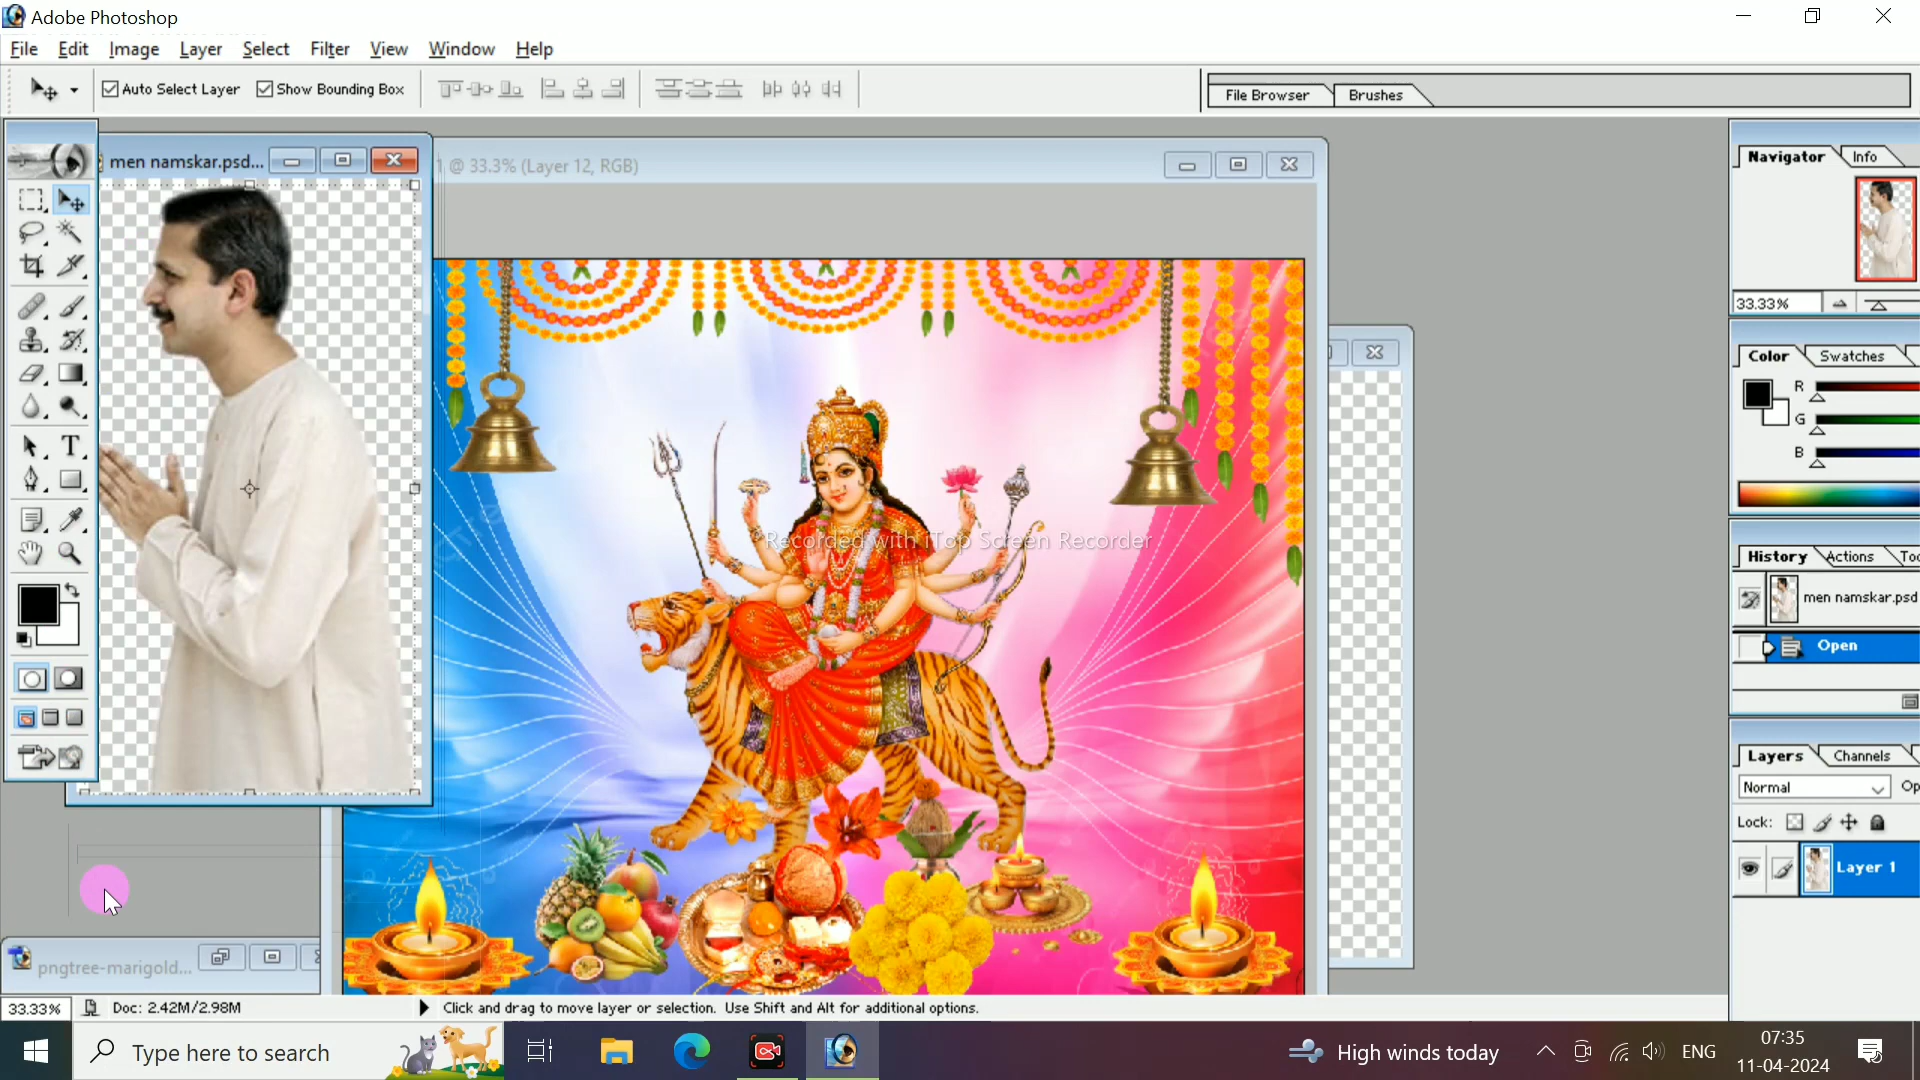 Adobe Photoshop
File Edit Image Layer Select Filter View Window Help
Auto Select Layer Show Bounding Box
File Browser Brushes
men namskar.psd...
1 @ 33.3% (Layer 12, RGB)
Navigator Info
33.33%
Color Swatches
R
G
B
Recorded with iTop Screen Recorder
History Actions Too
men namskar.psd
Open
Layers Channels
Normal Op
Lock:
Layer 1
pngtree-marigold...
33.33% Doc: 2.42M/2.98M Click and drag to move layer or selection. Use Shift and Alt for additional options.
Type here to search
High winds today
ENG
07:35
11-04-2024